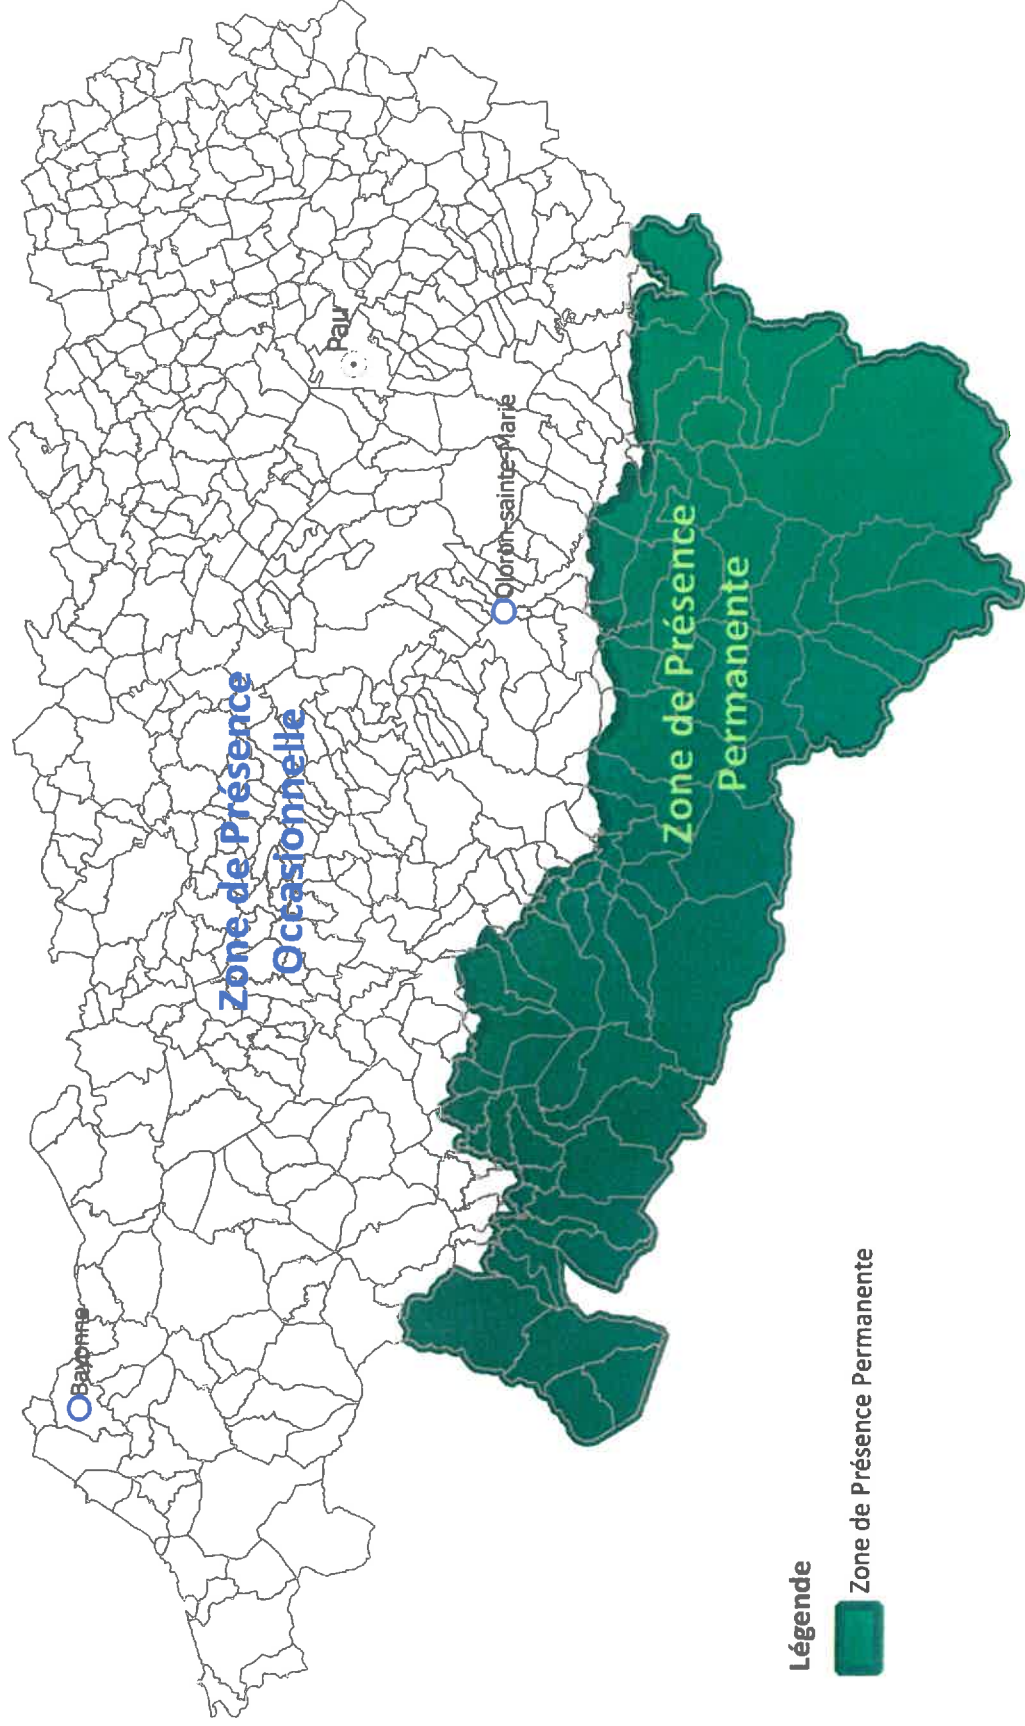 Zone de Présence
Occasionnelle
Bayonne
Pau
Oloron-sainte-Marie
Zone de Présence
Permanente
Légende
Zone de Présence Permanente